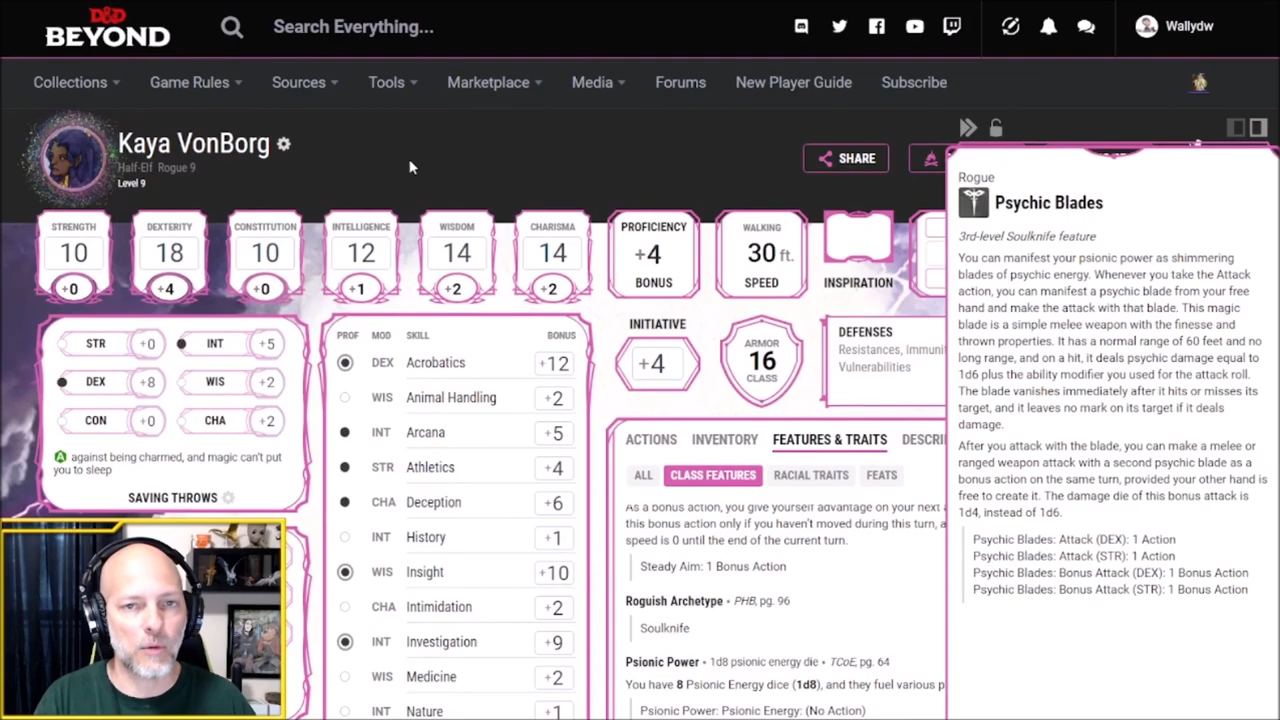 D&D
BEYOND
Search Everything...
Wallydw
Collections
Game Rules
Sources
Tools
Marketplace
Media
Forums
New Player Guide
Subscribe
Kaya VonBorg
Half-Elf Rogue 9
Level 9
SHARE
STRENGTH
10
+0
DEXTERITY
18
+4
CONSTITUTION
10
+0
INTELLIGENCE
12
+1
WISDOM
14
+2
CHARISMA
14
+2
PROFICIENCY
+4
BONUS
WALKING
30 ft.
SPEED
INSPIRATION
STR +0
INT +5
DEX +8
WIS +2
CON +0
CHA +2
A against being charmed, and magic can't put
you to sleep
SAVING THROWS
PROF MOD SKILL BONUS
DEX Acrobatics +12
WIS Animal Handling +2
INT Arcana +5
STR Athletics +4
CHA Deception +6
INT History +1
WIS Insight +10
CHA Intimidation +2
INT Investigation +9
WIS Medicine +2
INT Nature +1
INITIATIVE
+4
ARMOR
16
CLASS
DEFENSES
Resistances, Immuni
Vulnerabilities
ACTIONS
INVENTORY
FEATURES & TRAITS
DESCRI
ALL
CLASS FEATURES
RACIAL TRAITS
FEATS
As a bonus action, you give yourself advantage on your next a
this bonus action only if you haven't moved during this turn, a
speed is 0 until the end of the current turn.
Steady Aim: 1 Bonus Action
Roguish Archetype • PHB, pg. 96
Soulknife
Psionic Power • 1d8 psionic energy die • TCoE, pg. 64
You have 8 Psionic Energy dice (1d8), and they fuel various p
Psionic Power: Psionic Energy: (No Action)
Rogue
Psychic Blades
3rd-level Soulknife feature
You can manifest your psionic power as shimmering
blades of psychic energy. Whenever you take the Attack
action, you can manifest a psychic blade from your free
hand and make the attack with that blade. This magic
blade is a simple melee weapon with the finesse and
thrown properties. It has a normal range of 60 feet and no
long range, and on a hit, it deals psychic damage equal to
1d6 plus the ability modifier you used for the attack roll.
The blade vanishes immediately after it hits or misses its
target, and it leaves no mark on its target if it deals
damage.
After you attack with the blade, you can make a melee or
ranged weapon attack with a second psychic blade as a
bonus action on the same turn, provided your other hand is
free to create it. The damage die of this bonus attack is
1d4, instead of 1d6.
Psychic Blades: Attack (DEX): 1 Action
Psychic Blades: Attack (STR): 1 Action
Psychic Blades: Bonus Attack (DEX): 1 Bonus Action
Psychic Blades: Bonus Attack (STR): 1 Bonus Action